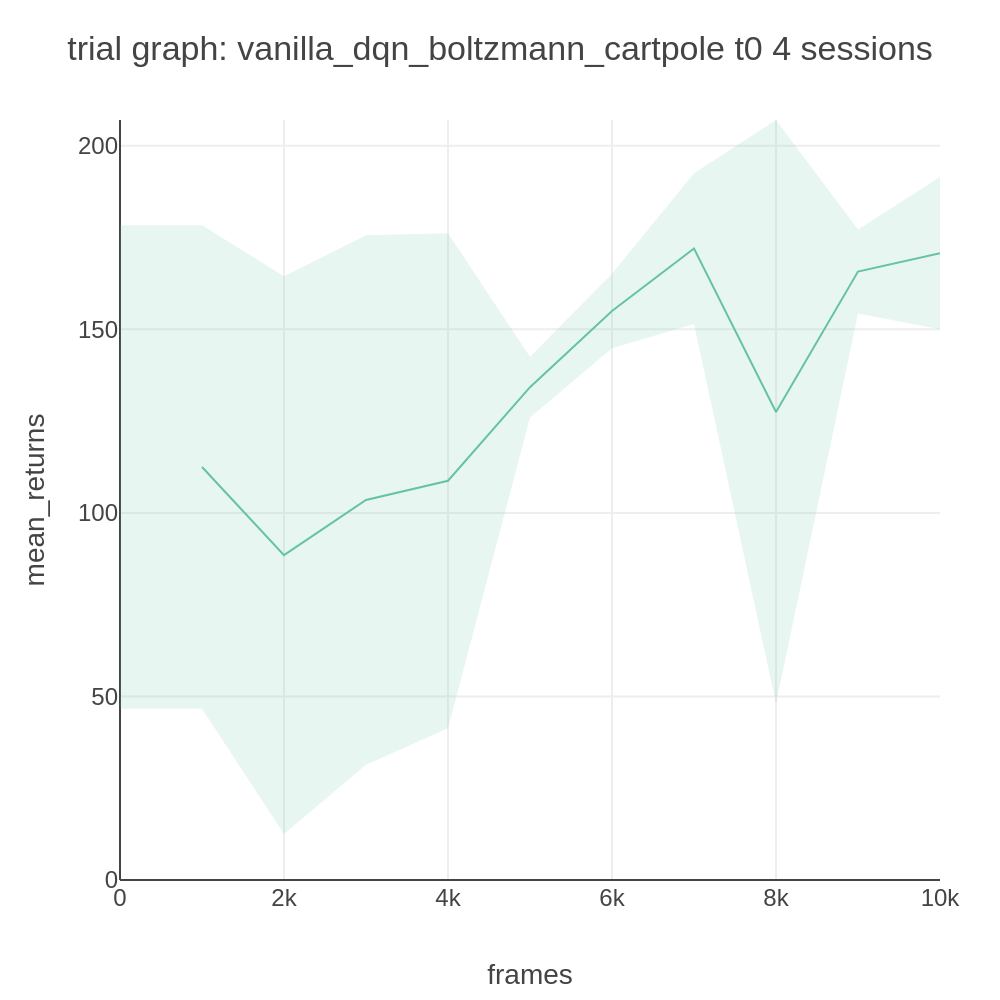 trial graph: vanilla_dqn_boltzmann_cartpole t0 4 sessions
200
150
100
50
0
mean_returns
0 2k 4k 6k 8k 10k
frames